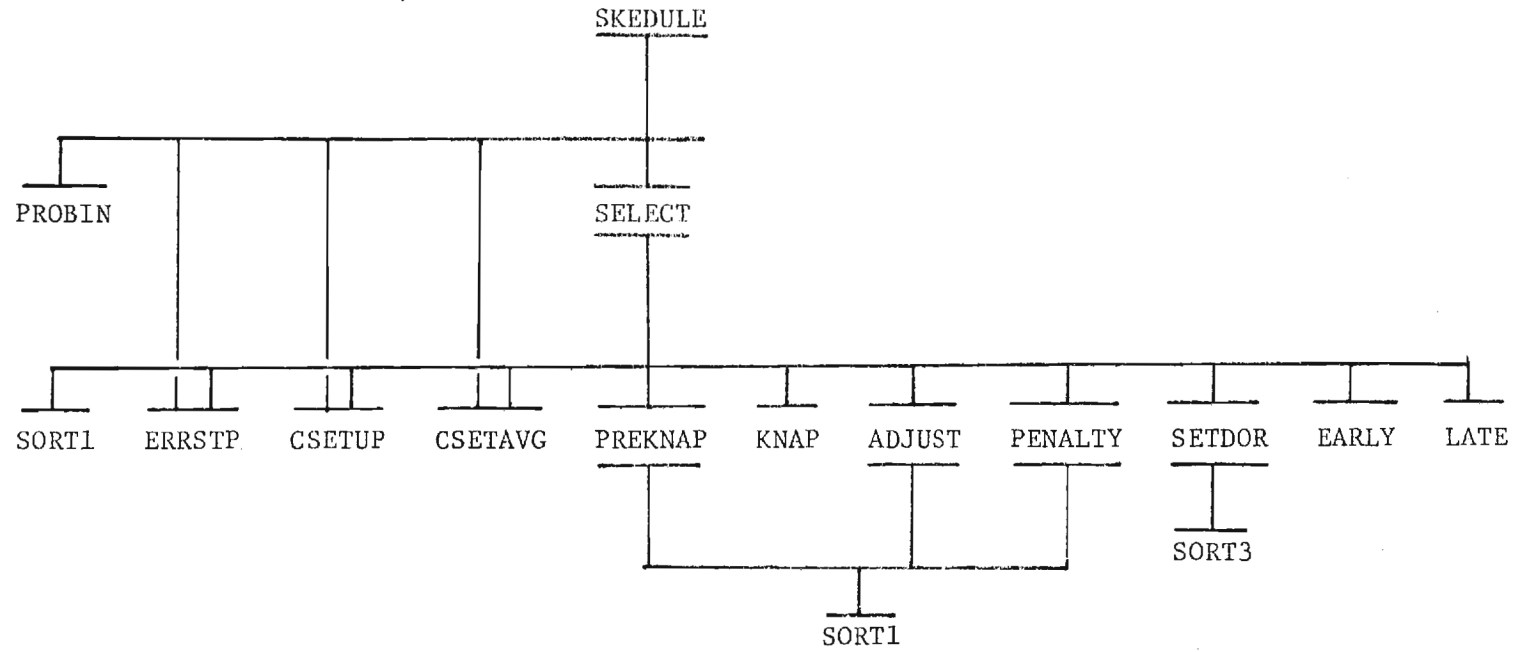 SKEDULE
PROBIN SELECT
SORT1 ERRSTP CSETUP CSETAVG PREKNAP KNAP ADJUST PENALTY SETDOR EARLY LATE
SORT3
SORT1